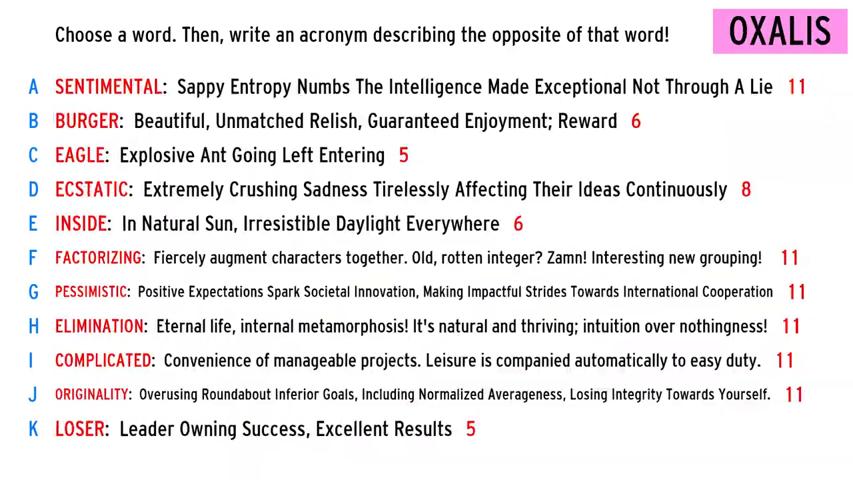 Choose a word. Then, write an acronym describing the opposite of that word!
OXALIS
A SENTIMENTAL: Sappy Entropy Numbs The Intelligence Made Exceptional Not Through A Lie 11
B BURGER: Beautiful, Unmatched Relish, Guaranteed Enjoyment; Reward 6
C EAGLE: Explosive Ant Going Left Entering 5
D ECSTATIC: Extremely Crushing Sadness Tirelessly Affecting Their Ideas Continuously 8
E INSIDE: In Natural Sun, Irresistible Daylight Everywhere 6
F FACTORIZING: Fiercely augment characters together. Old, rotten integer? Zamn! Interesting new grouping! 11
G PESSIMISTIC: Positive Expectations Spark Societal Innovation, Making Impactful Strides Towards International Cooperation 11
H ELIMINATION: Eternal life, internal metamorphosis! It's natural and thriving; intuition over nothingness! 11
I COMPLICATED: Convenience of manageable projects. Leisure is companied automatically to easy duty. 11
J ORIGINALITY: Overusing Roundabout Inferior Goals, Including Normalized Averageness, Losing Integrity Towards Yourself. 11
K LOSER: Leader Owning Success, Excellent Results 5